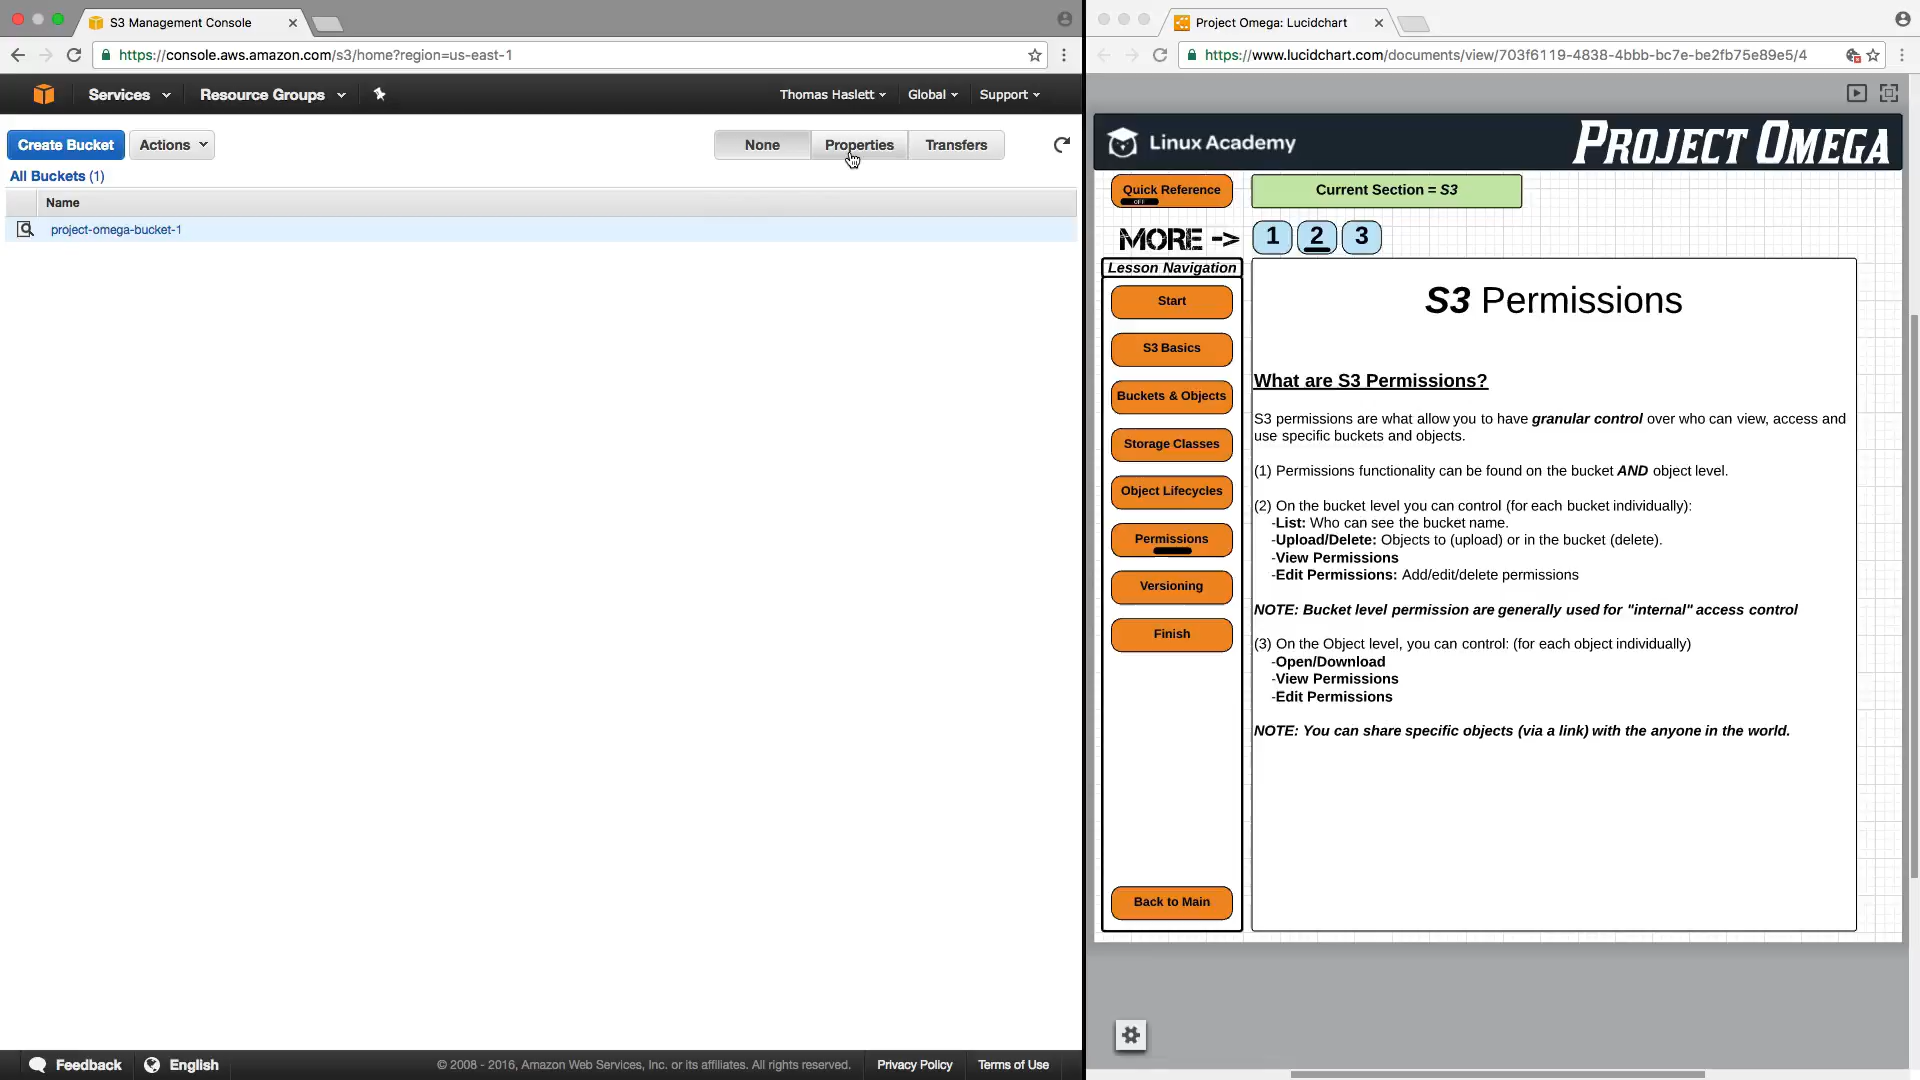 S3 Management Console
https://console.aws.amazon.com/s3/home?region=us-east-1
Services
Resource Groups
Thomas Haslett
Global
Support
Create Bucket
Actions
None
Properties
Transfers
All Buckets (1)
Name
project-omega-bucket-1
Feedback
English
© 2008 - 2016, Amazon Web Services, Inc. or its affiliates. All rights reserved.
Privacy Policy
Terms of Use
Project Omega: Lucidchart
https://www.lucidchart.com/documents/view/703f6119-4838-4bbb-bc7e-be2fb75e89e5/4
Linux Academy
PROJECT OMEGA
Quick Reference
OFF
Current Section = S3
MORE ->
1
2
3
Lesson Navigation
Start
S3 Basics
Buckets & Objects
Storage Classes
Object Lifecycles
Permissions
Versioning
Finish
Back to Main
S3 Permissions
What are S3 Permissions?
S3 permissions are what allow you to have granular control over who can view, access and
use specific buckets and objects.
(1) Permissions functionality can be found on the bucket AND object level.
(2) On the bucket level you can control (for each bucket individually):
-List: Who can see the bucket name.
-Upload/Delete: Objects to (upload) or in the bucket (delete).
-View Permissions
-Edit Permissions: Add/edit/delete permissions
NOTE: Bucket level permission are generally used for "internal" access control
(3) On the Object level, you can control: (for each object individually)
-Open/Download
-View Permissions
-Edit Permissions
NOTE: You can share specific objects (via a link) with the anyone in the world.